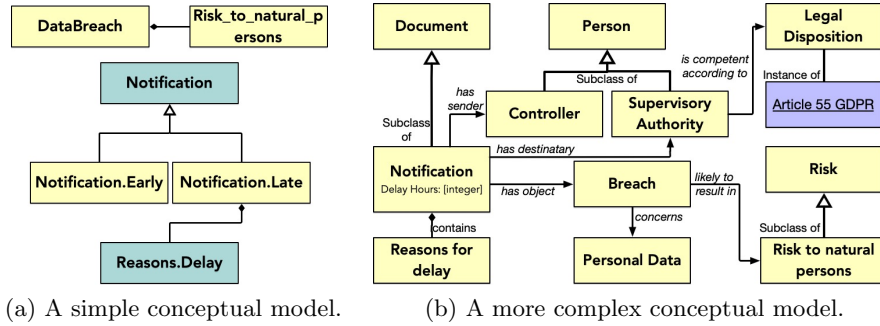 DataBreach
Risk_to_natural_p
ersons
Notification
Notification.Early
Notification.Late
Reasons.Delay
(a) A simple conceptual model.
Document
Person
Legal
Disposition
is competent
according to
Instance of
Article 55 GDPR
Subclass of
has
sender
Controller
Supervisory
Authority
Subclass
of
has destinatary
Notification
Delay Hours: [integer]
has object
Breach
likely to
result in
Risk
concerns
contains
Subclass of
Reasons for
delay
Personal Data
Risk to natural
persons
(b) A more complex conceptual model.